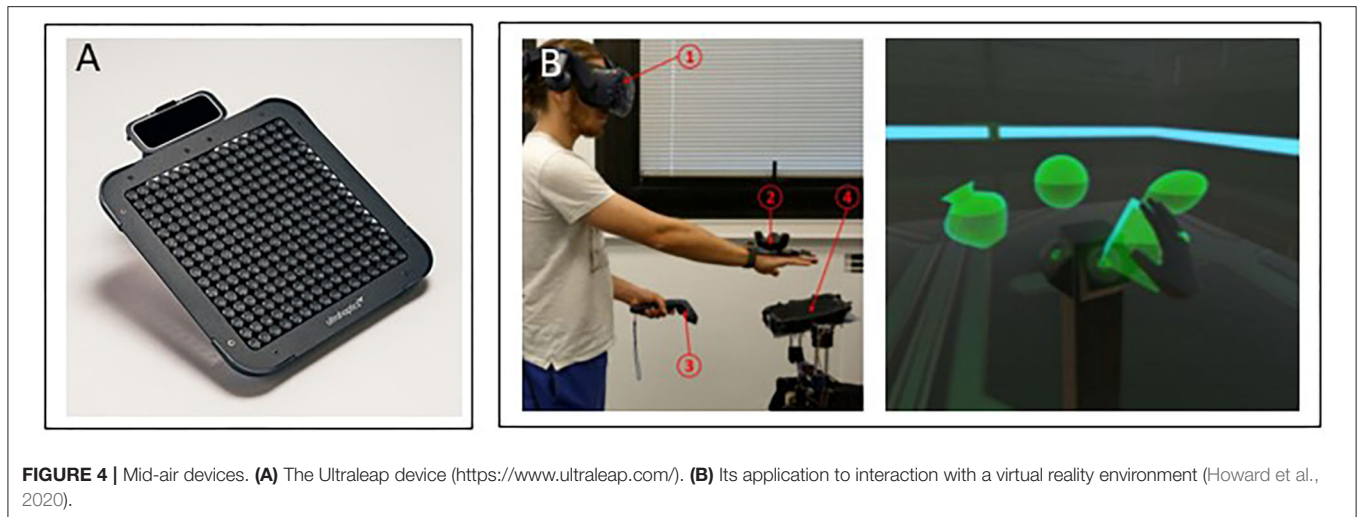 A
ultrahaptics
B
1
2
4
3
FIGURE 4 | Mid-air devices. (A) The Ultraleap device (https://www.ultraleap.com/). (B) Its application to interaction with a virtual reality environment (Howard et al.,
2020).